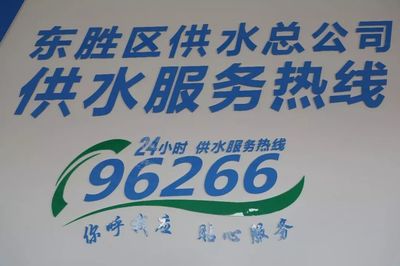 东胜区供水总公司
供水服务热线
24小时 供水服务热线
96266
你呼我应 贴心服务